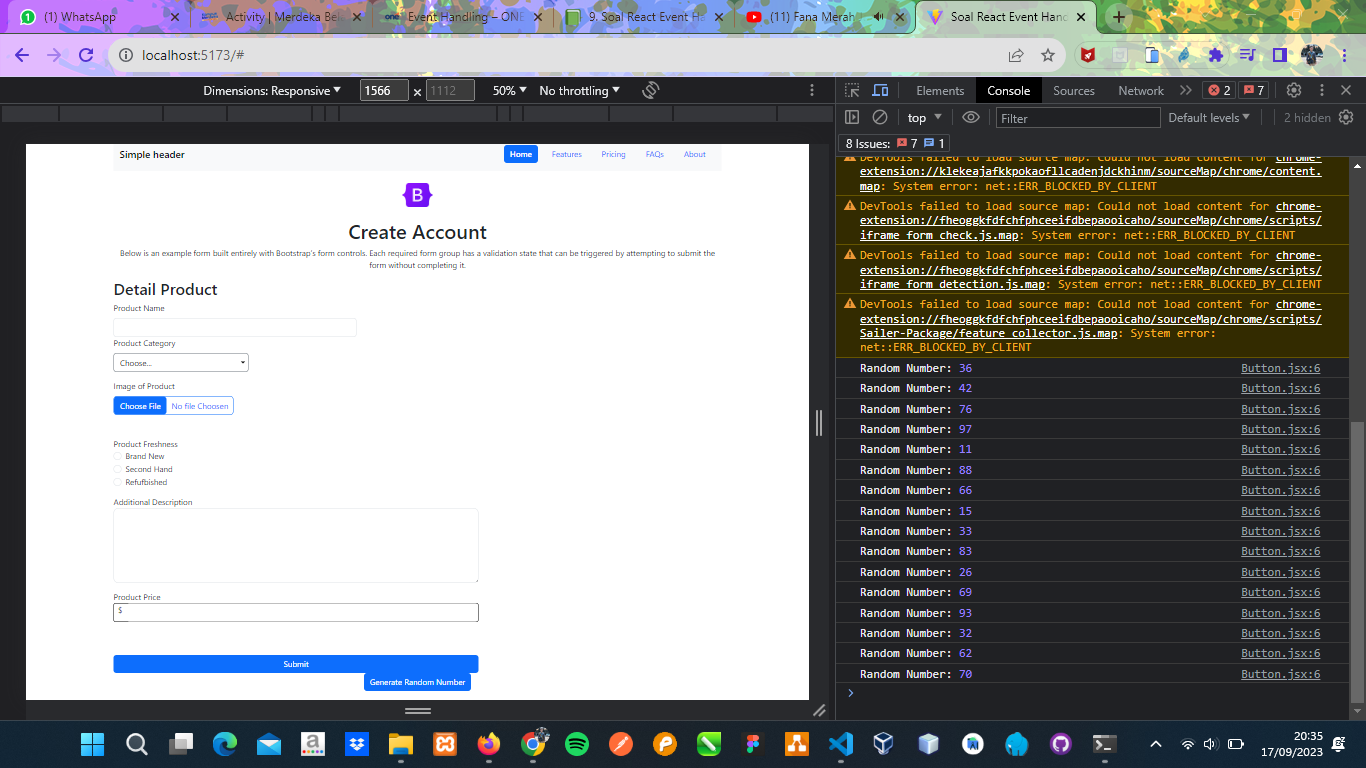 (1) WhatsApp
Activity | Merdeka Bel
Event Handling – ONE
9. Soal React Event Ha
(11) Fana Merah
Soal React Event Hand
localhost:5173/#
Dimensions: Responsive
1566
x
1112
50%
No throttling
Simple header
Home
Features
Pricing
FAQs
About
B
Create Account
Below is an example form built entirely with Bootstrap's form controls. Each required form group has a validation state that can be triggered by attempting to submit the
form without completing it.
Detail Product
Product Name
Product Category
Choose...
Image of Product
Choose File
No file Choosen
Product Freshness
Brand New
Second Hand
Refufbished
Additional Description
Product Price
$
Submit
Generate Random Number
Elements
Console
Sources
Network
2
7
top
Filter
Default levels
2 hidden
8 Issues:
7
1
DevTools failed to load source map: Could not load content for chrome-
extension://klekeajafkkpokaofllcadenjdckhinm/sourceMap/chrome/content.
map: System error: net::ERR_BLOCKED_BY_CLIENT
DevTools failed to load source map: Could not load content for chrome-
extension://fheoggkfdfchfphceeifdbepaooicaho/sourceMap/chrome/scripts/
iframe_form_check.js.map: System error: net::ERR_BLOCKED_BY_CLIENT
DevTools failed to load source map: Could not load content for chrome-
extension://fheoggkfdfchfphceeifdbepaooicaho/sourceMap/chrome/scripts/
iframe_form_detection.js.map: System error: net::ERR_BLOCKED_BY_CLIENT
DevTools failed to load source map: Could not load content for chrome-
extension://fheoggkfdfchfphceeifdbepaooicaho/sourceMap/chrome/scripts/
Sailer-Package/feature_collector.js.map: System error:
net::ERR_BLOCKED_BY_CLIENT
Random Number: 36 Button.jsx:6
Random Number: 42 Button.jsx:6
Random Number: 76 Button.jsx:6
Random Number: 97 Button.jsx:6
Random Number: 11 Button.jsx:6
Random Number: 88 Button.jsx:6
Random Number: 66 Button.jsx:6
Random Number: 15 Button.jsx:6
Random Number: 33 Button.jsx:6
Random Number: 83 Button.jsx:6
Random Number: 26 Button.jsx:6
Random Number: 69 Button.jsx:6
Random Number: 93 Button.jsx:6
Random Number: 32 Button.jsx:6
Random Number: 62 Button.jsx:6
Random Number: 70 Button.jsx:6
20:35
17/09/2023